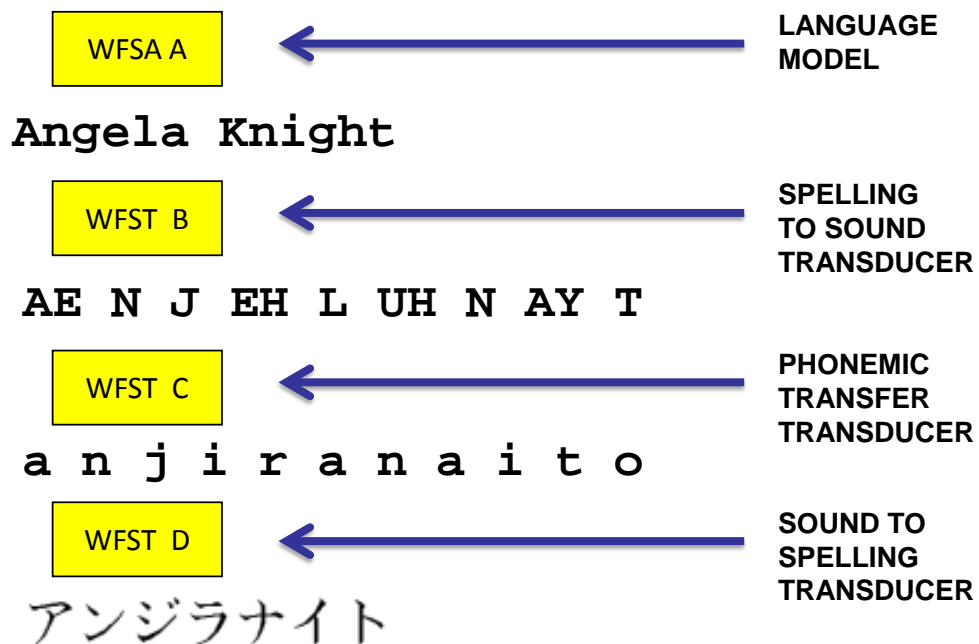 WFSA A
LANGUAGE
MODEL
Angela Knight
WFST B
SPELLING
TO SOUND
TRANSDUCER
AE N J EH L UH N AY T
WFST C
PHONEMIC
TRANSFER
TRANSDUCER
a n j i r a n a i t o
WFST D
SOUND TO
SPELLING
TRANSDUCER
アンジラナイト